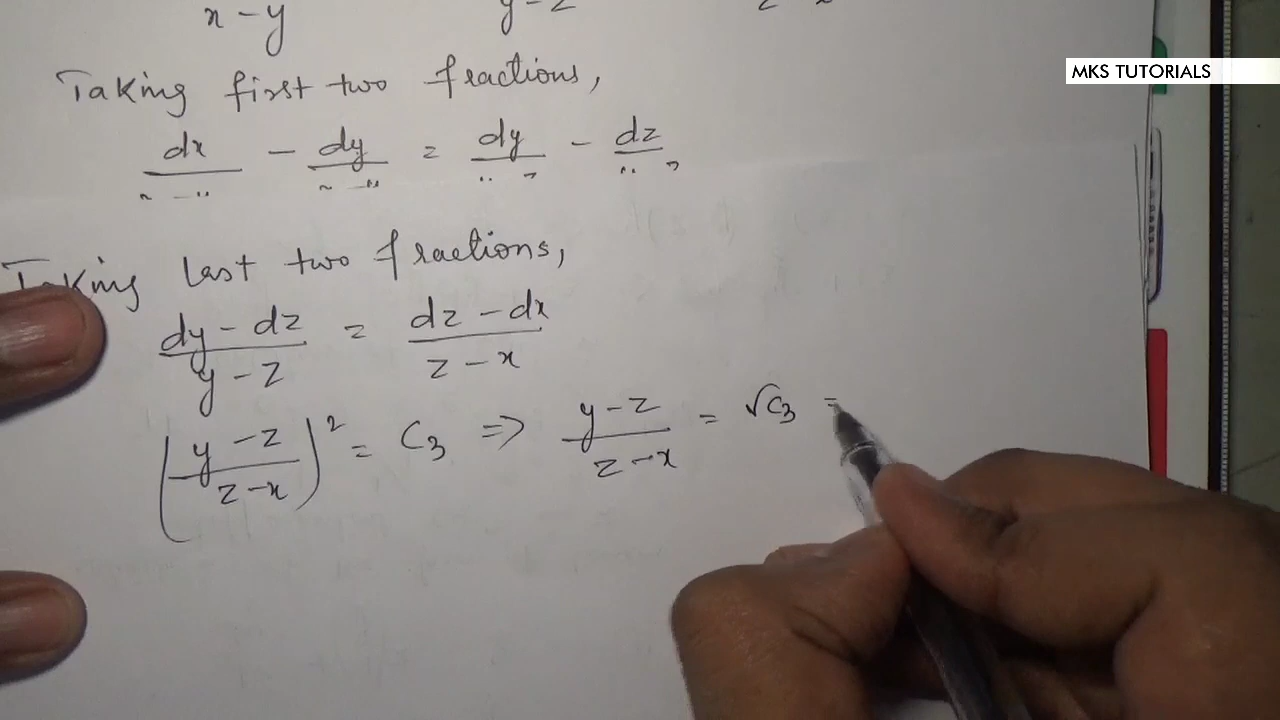 x - y y - z
MKS TUTORIALS
Taking first two fractions,
dx - dy = dy - dz
Taking last two fractions,
dy - dz / y - z = dz - dx / z - x
(y - z / z - x)² = C₃ ⇒ y - z / z - x = √C₃ =